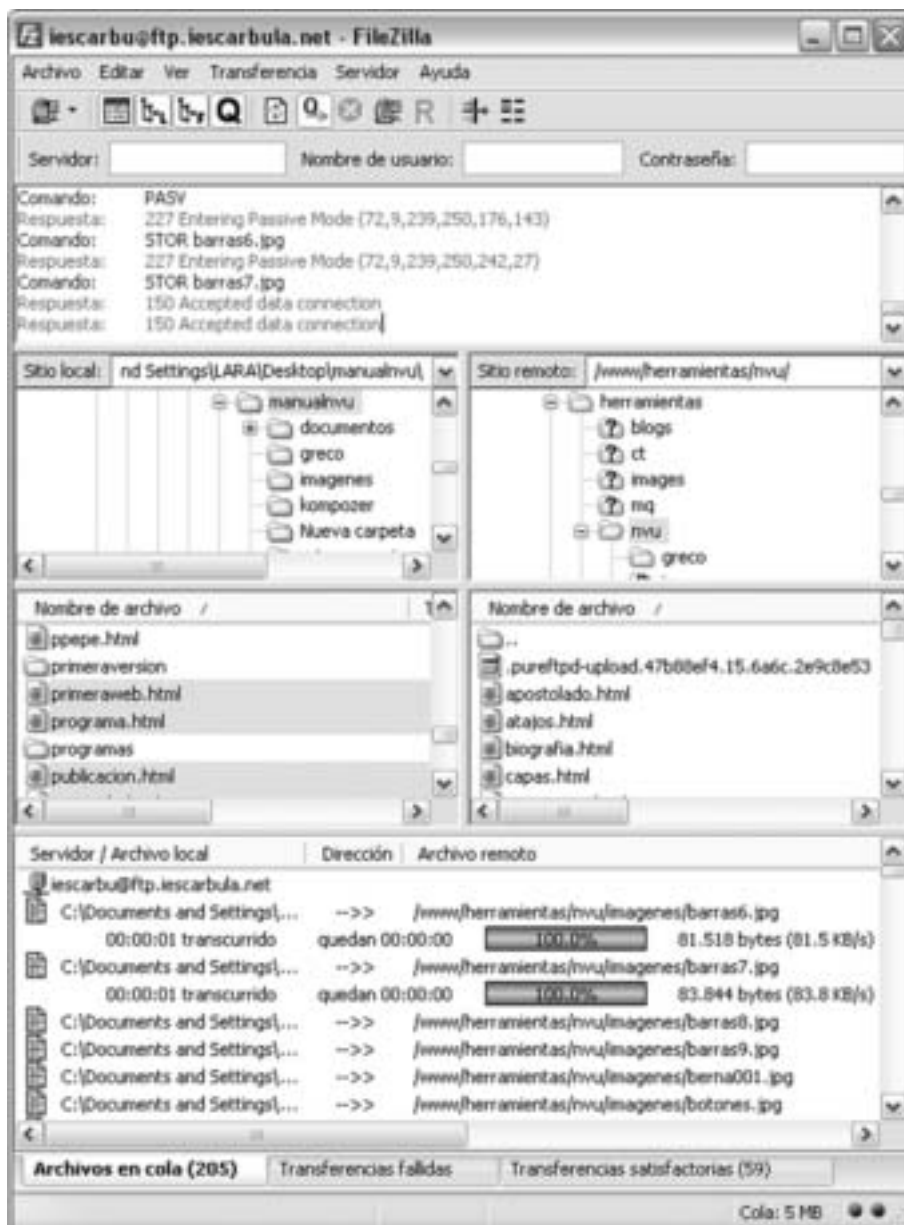 iescarbu@ftp.iescarbula.net - FileZilla
Archivo Editar Ver Transferencia Servidor Ayuda
Servidor: Nombre de usuario: Contraseña:
Comando: PASV
Respuesta: 227 Entering Passive Mode (72,9,239,250,176,143)
Comando: STOR barras6.jpg
Respuesta: 227 Entering Passive Mode (72,9,239,250,242,27)
Comando: STOR barras7.jpg
Respuesta: 150 Accepted data connection
Respuesta: 150 Accepted data connection
Sitio local: nd Settings\LARA\Desktop\manualnvu\
manualnvu
documentos
greco
imagenes
kompozer
Nueva carpeta
Sitio remoto: /www/herramientas/nvu/
herramientas
blogs
ct
images
mq
nvu
greco
Nombre de archivo / T
ppepe.html
primeraversion
primeraweb.html
programa.html
programas
publicacion.html
Nombre de archivo /
..
.pureftpd-upload.47b88ef4.15.6a6c.2e9c8e53
apostolado.html
atajos.html
biografia.html
capas.html
Servidor / Archivo local Dirección Archivo remoto
iescarbu@ftp.iescarbula.net
C:\Documents and Settings\... -->> /www/herramientas/nvu/imagenes/barras6.jpg
00:00:01 transcurrido quedan 00:00:00 100.0% 81.518 bytes (81.5 KB/s)
C:\Documents and Settings\... -->> /www/herramientas/nvu/imagenes/barras7.jpg
00:00:01 transcurrido quedan 00:00:00 100.0% 83.844 bytes (83.8 KB/s)
C:\Documents and Settings\... -->> /www/herramientas/nvu/imagenes/barras8.jpg
C:\Documents and Settings\... -->> /www/herramientas/nvu/imagenes/barras9.jpg
C:\Documents and Settings\... -->> /www/herramientas/nvu/imagenes/berna001.jpg
C:\Documents and Settings\... -->> /www/herramientas/nvu/imagenes/botones.jpg
Archivos en cola (205) Transferencias fallidas Transferencias satisfactorias (59)
Cola: 5 MB